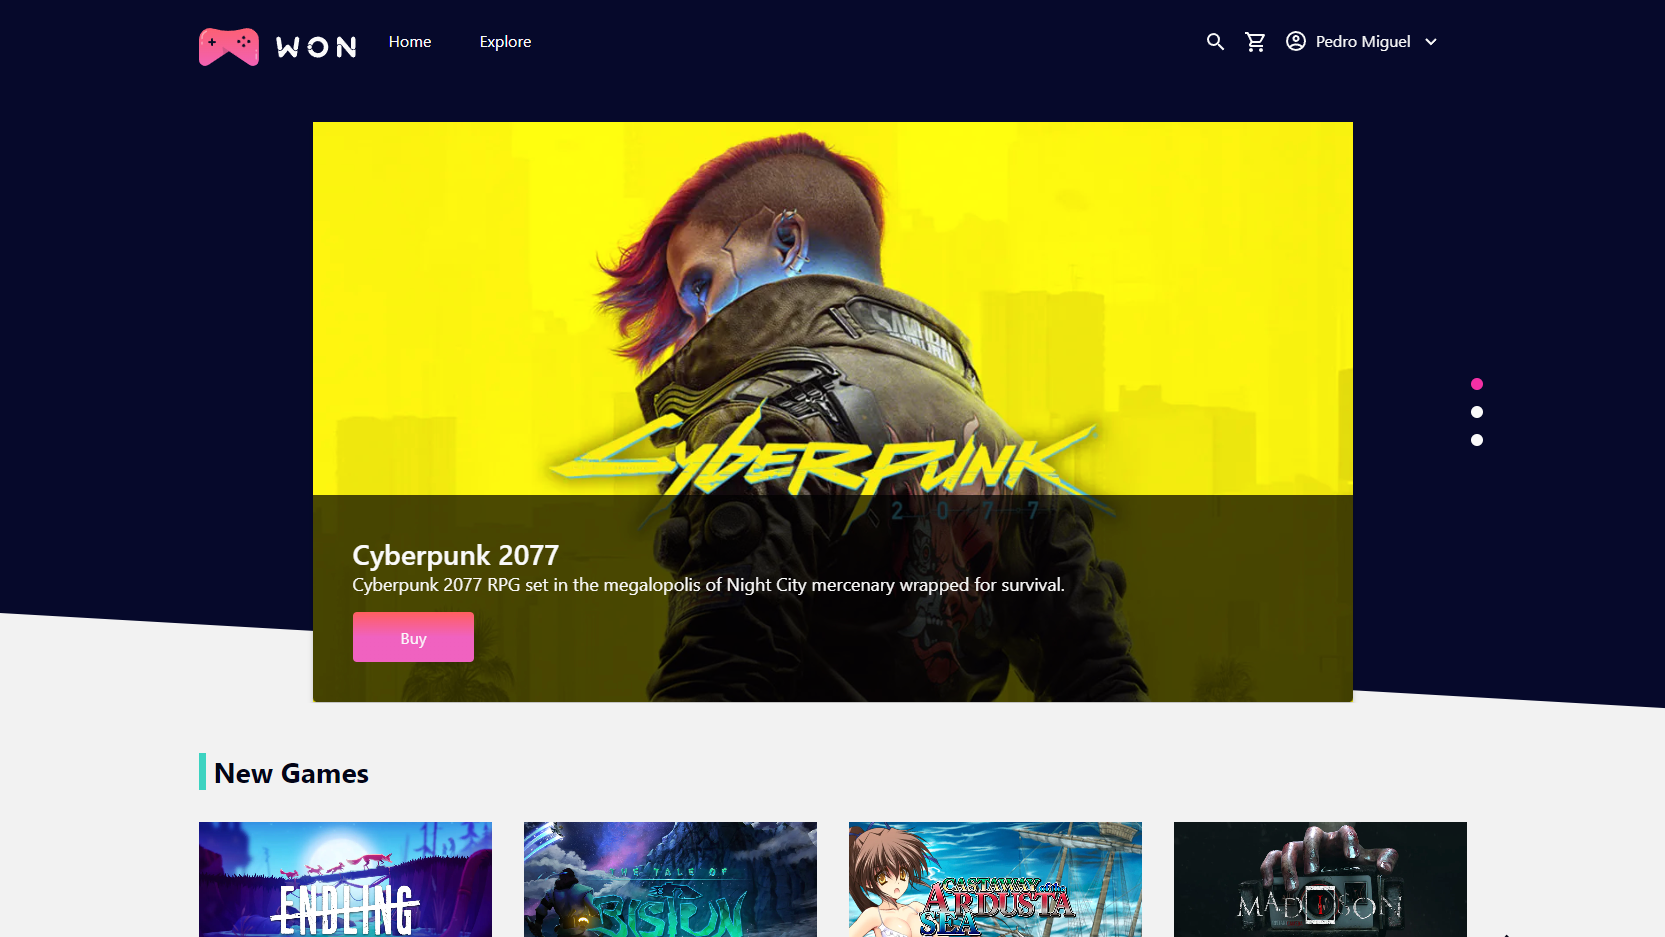 WON
Home
Explore
Pedro Miguel
SAMURAI
CYBERPUNK
2077
Cyberpunk 2077
Cyberpunk 2077 RPG set in the megalopolis of Night City mercenary wrapped for survival.
Buy
New Games
ENDLING
THE TALE OF
BISTUN
CASTAWAY of the
ARDUSTA
SEA
MADISON